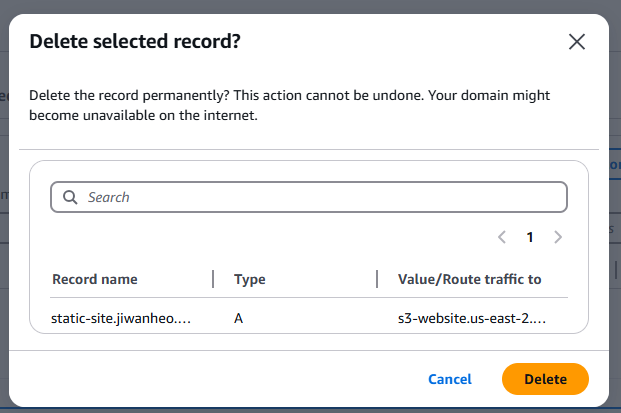 Delete selected record?
Delete the record permanently? This action cannot be undone. Your domain might
become unavailable on the internet.
Search
1
Record name Type Value/Route traffic to
static-site.jiwanheo.... A s3-website.us-east-2....
Cancel Delete